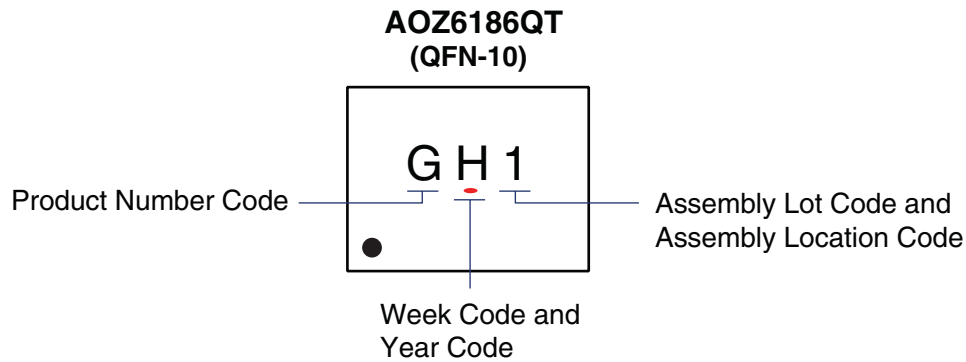 AOZ6186QT
(QFN-10)
G H 1
Product Number Code
Assembly Lot Code and
Assembly Location Code
Week Code and
Year Code